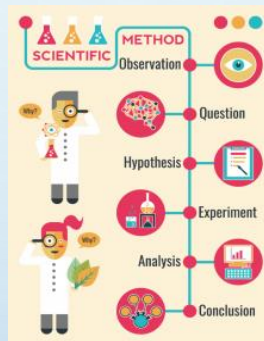 SCIENTIFIC METHOD
Observation
Why?
Question
Hypothesis
Experiment
Why?
Analysis
Conclusion